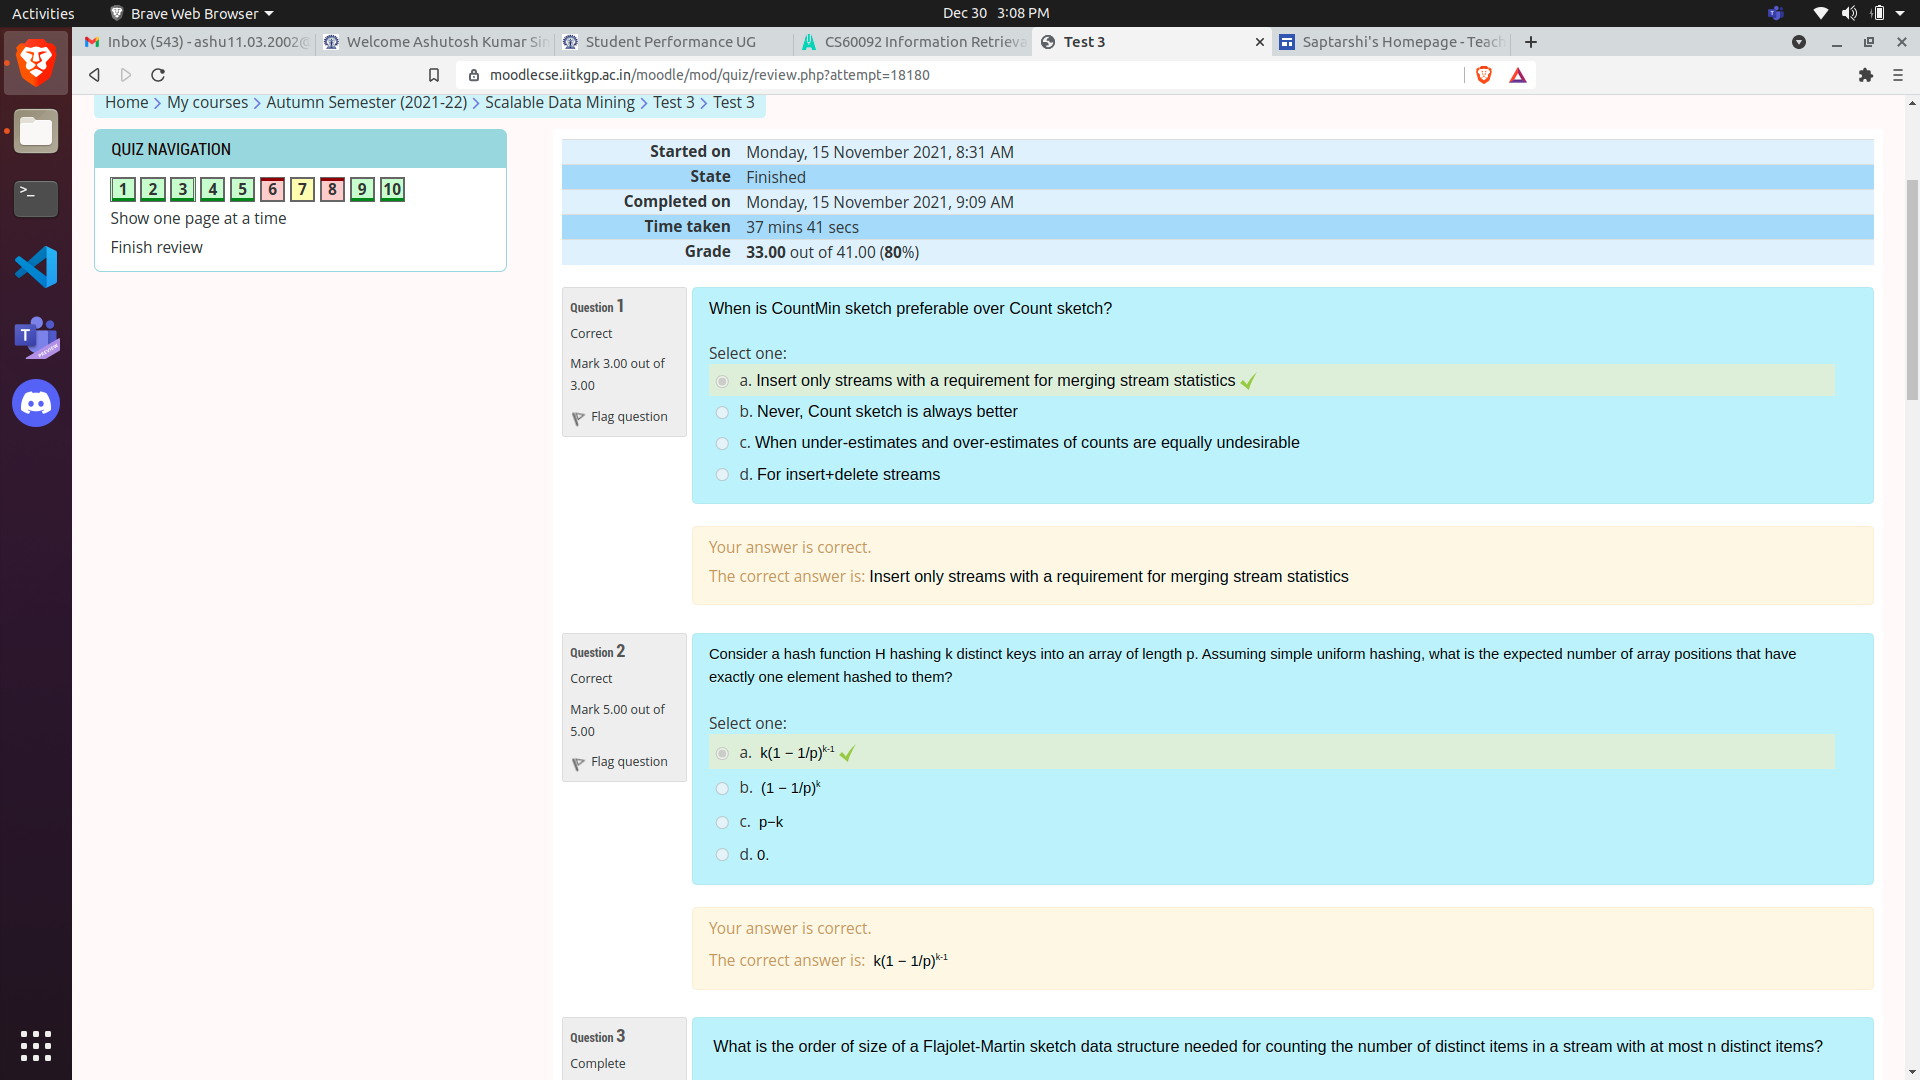 Activities
Brave Web Browser
Dec 30 3:08 PM
Inbox (543) - ashu11.03.2002@
Welcome Ashutosh Kumar Sin
Student Performance UG
CS60092 Information Retrieva
Test 3
Saptarshi's Homepage - Teach
moodlecse.iitkgp.ac.in/moodle/mod/quiz/review.php?attempt=18180
Home > My courses > Autumn Semester (2021-22) > Scalable Data Mining > Test 3 > Test 3
QUIZ NAVIGATION
1 2 3 4 5 6 7 8 9 10
Show one page at a time
Finish review
Started on Monday, 15 November 2021, 8:31 AM
State Finished
Completed on Monday, 15 November 2021, 9:09 AM
Time taken 37 mins 41 secs
Grade 33.00 out of 41.00 (80%)
Question 1
Correct
Mark 3.00 out of
3.00
Flag question
When is CountMin sketch preferable over Count sketch?
Select one:
a. Insert only streams with a requirement for merging stream statistics
b. Never, Count sketch is always better
c. When under-estimates and over-estimates of counts are equally undesirable
d. For insert+delete streams
Your answer is correct.
The correct answer is: Insert only streams with a requirement for merging stream statistics
Question 2
Correct
Mark 5.00 out of
5.00
Flag question
Consider a hash function H hashing k distinct keys into an array of length p. Assuming simple uniform hashing, what is the expected number of array positions that have
exactly one element hashed to them?
Select one:
a. k(1 − 1/p)^k-1
b. (1 − 1/p)^k
c. p−k
d. 0.
Your answer is correct.
The correct answer is: k(1 − 1/p)^k-1
Question 3
Complete
What is the order of size of a Flajolet-Martin sketch data structure needed for counting the number of distinct items in a stream with at most n distinct items?